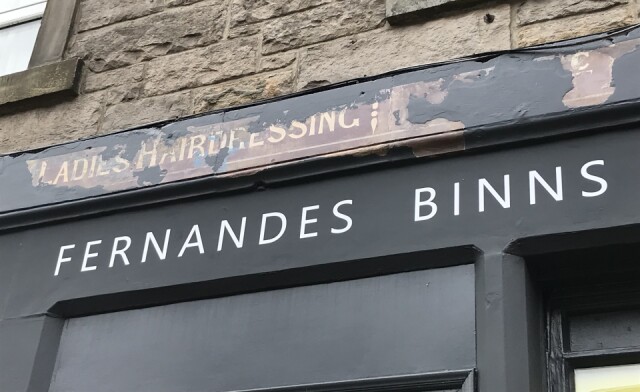 LADIES HAIRDRESSING C
FERNANDES BINNS